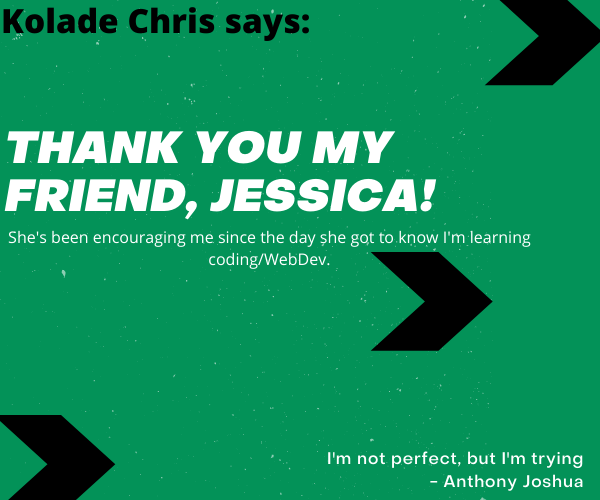 Kolade Chris says:
THANK YOU MY
FRIEND, JESSICA!
She's been encouraging me since the day she got to know I'm learning
coding/WebDev.
I'm not perfect, but I'm trying
– Anthony Joshua